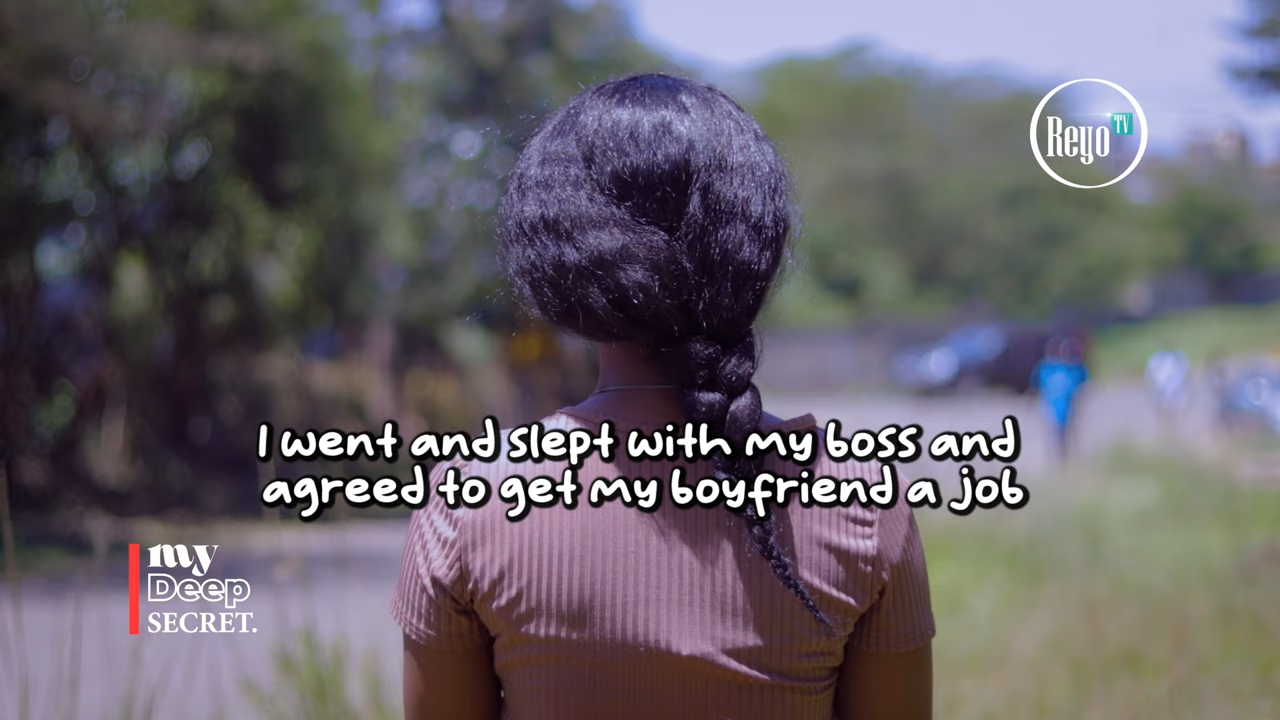 Reyo TV
I went and slept with my boss and
agreed to get my boyfriend a job
my
Deep
SECRET.